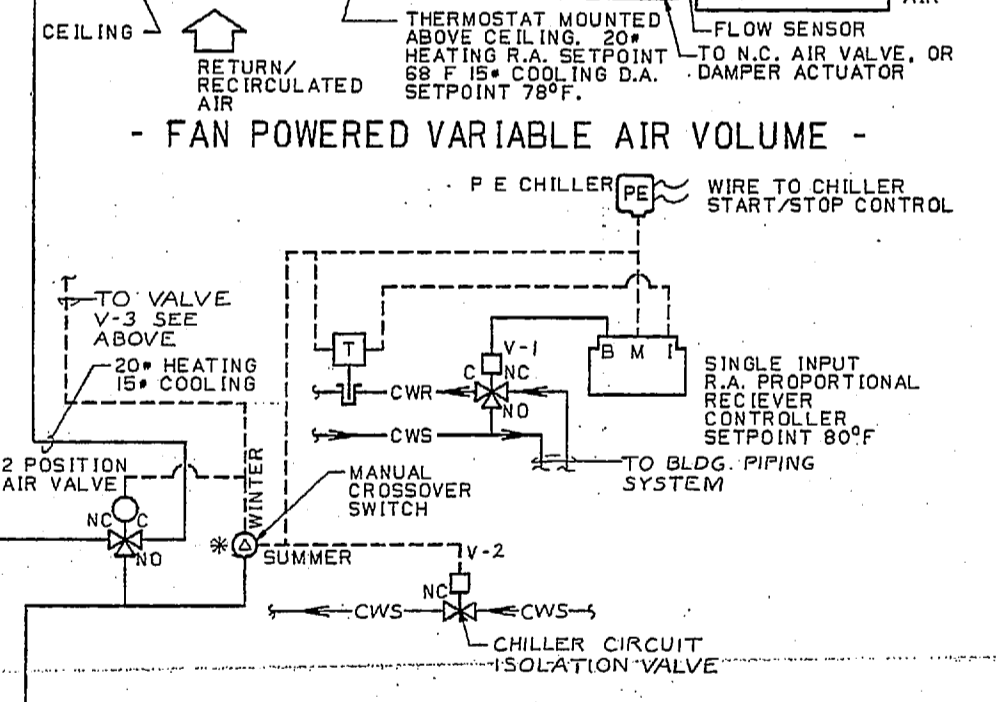 AIR
CEILING
RETURN/
RECIRCULATED
AIR
THERMOSTAT MOUNTED
ABOVE CEILING. 20#
HEATING R.A. SETPOINT
68 F 15# COOLING D.A.
SETPOINT 78°F.
FLOW SENSOR
TO N.C. AIR VALVE, OR
DAMPER ACTUATOR
- FAN POWERED VARIABLE AIR VOLUME -
P E CHILLER
PE
WIRE TO CHILLER
START/STOP CONTROL
TO VALVE
V-3 SEE
ABOVE
20# HEATING
15# COOLING
T
V-1
C
NC
NO
CWR
CWS
B M I
SINGLE INPUT
R.A. PROPORTIONAL
RECIEVER
CONTROLLER
SETPOINT 80°F
TO BLDG. PIPING
SYSTEM
2 POSITION
AIR VALVE
NC
C
NO
WINTER
MANUAL
CROSSOVER
SWITCH
*
SUMMER
V-2
NC
CWS
CWS
CHILLER CIRCUIT
ISOLATION VALVE